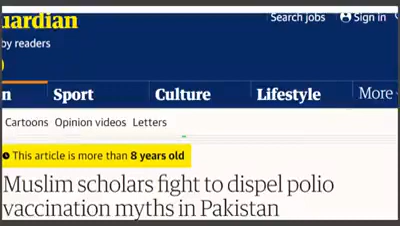 uardian
Search jobs
Sign in
by readers
n Sport Culture Lifestyle More
Cartoons Opinion videos Letters
This article is more than 8 years old
Muslim scholars fight to dispel polio
vaccination myths in Pakistan